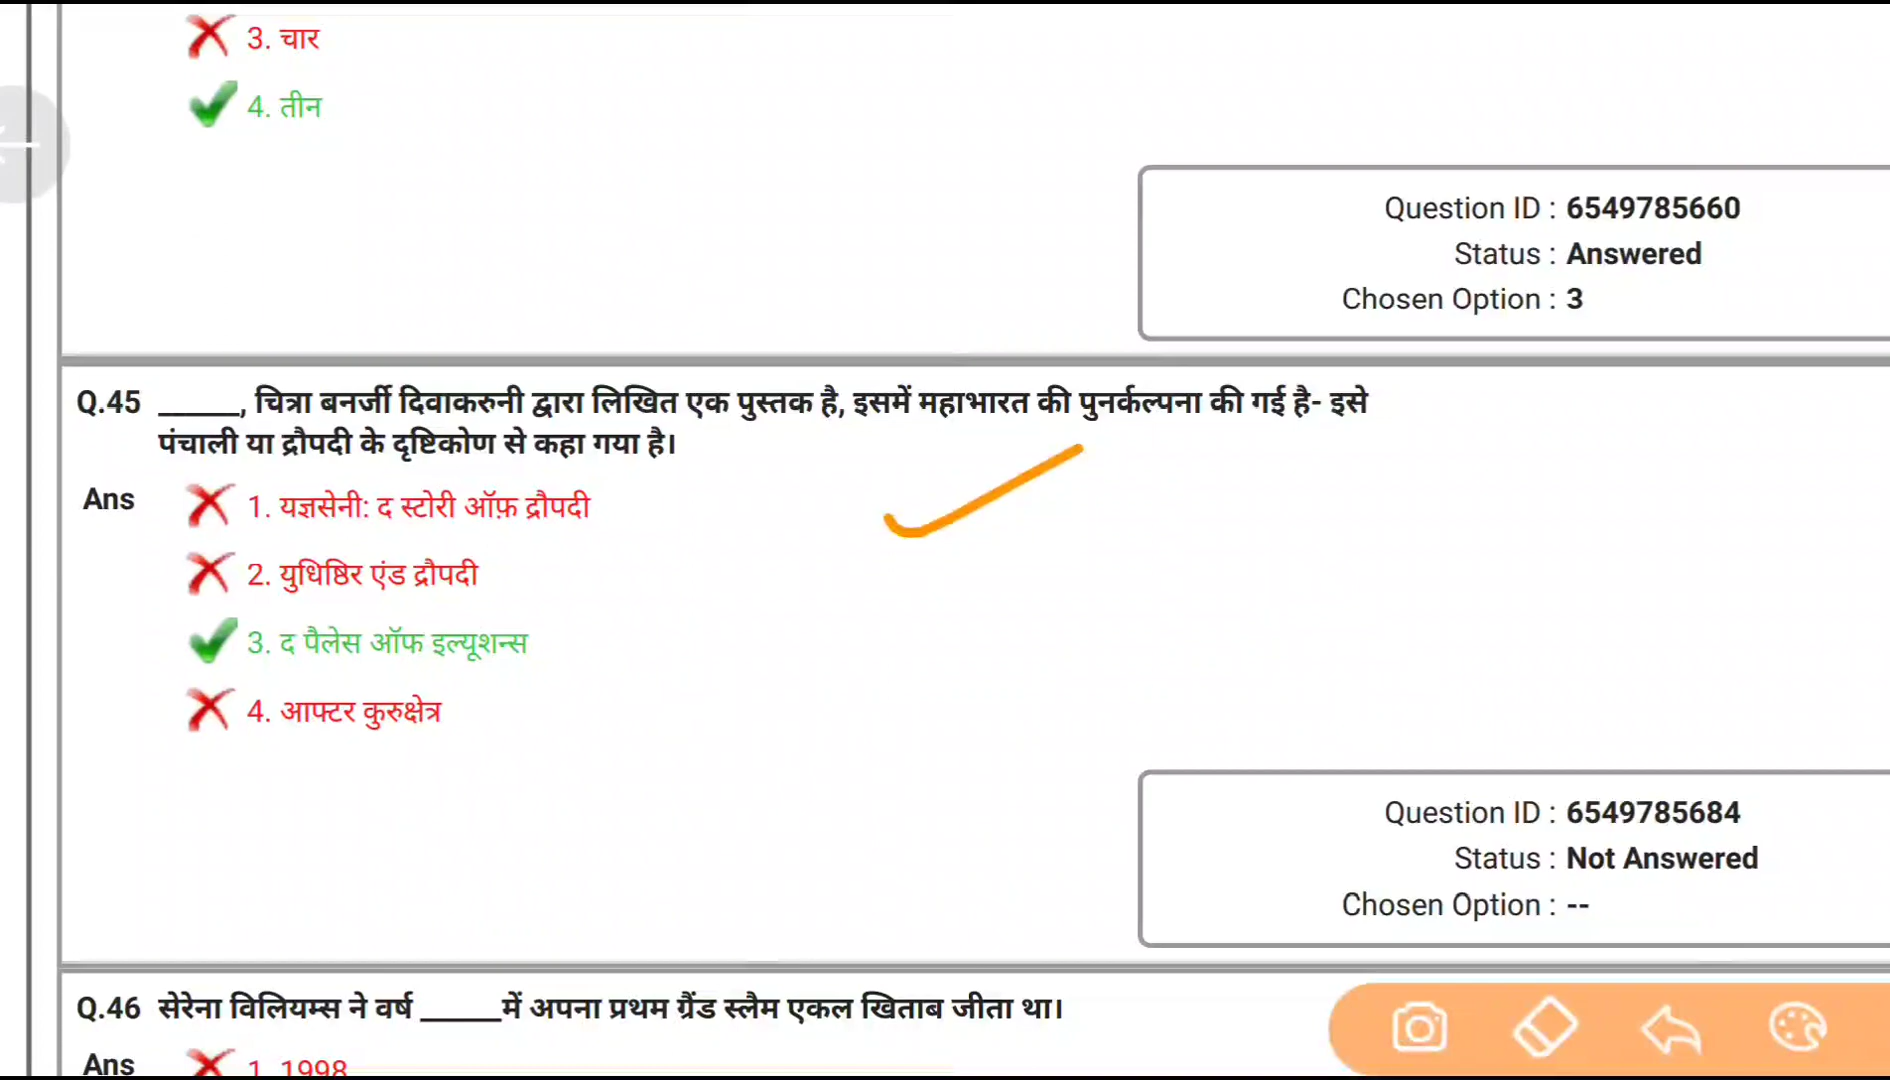 3. चार
4. तीन
Question ID : 6549785660
Status : Answered
Chosen Option : 3
Q.45 ______, चित्रा बनर्जी दिवाकरुनी द्वारा लिखित एक पुस्तक है, इसमें महाभारत की पुनर्कल्पना की गई है- इसे
पंचाली या द्रौपदी के दृष्टिकोण से कहा गया है।
Ans 1. यज्ञसेनी: द स्टोरी ऑफ़ द्रौपदी
2. युधिष्ठिर एंड द्रौपदी
3. द पैलेस ऑफ इल्यूशन्स
4. आफ्टर कुरुक्षेत्र
Question ID : 6549785684
Status : Not Answered
Chosen Option : --
Q.46 सेरेना विलियम्स ने वर्ष ______में अपना प्रथम ग्रैंड स्लैम एकल खिताब जीता था।
Ans 1. 1998